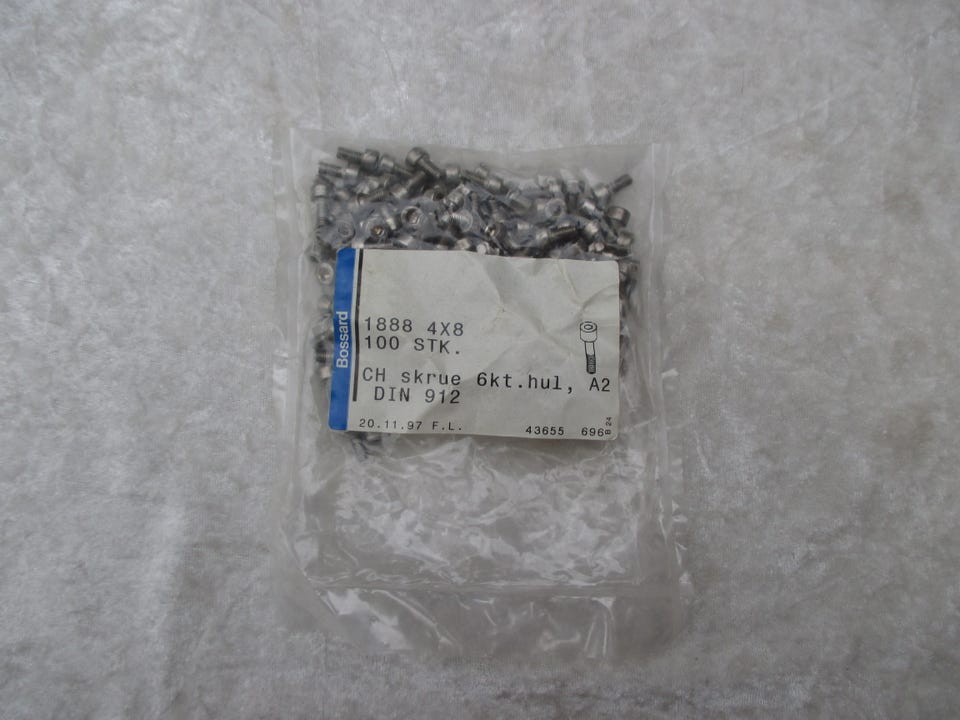 Bossard
1888 4X8
100 STK.
CH skrue 6kt.hul, A2
DIN 912
20.11.97 F.L. 43655 696
B 24